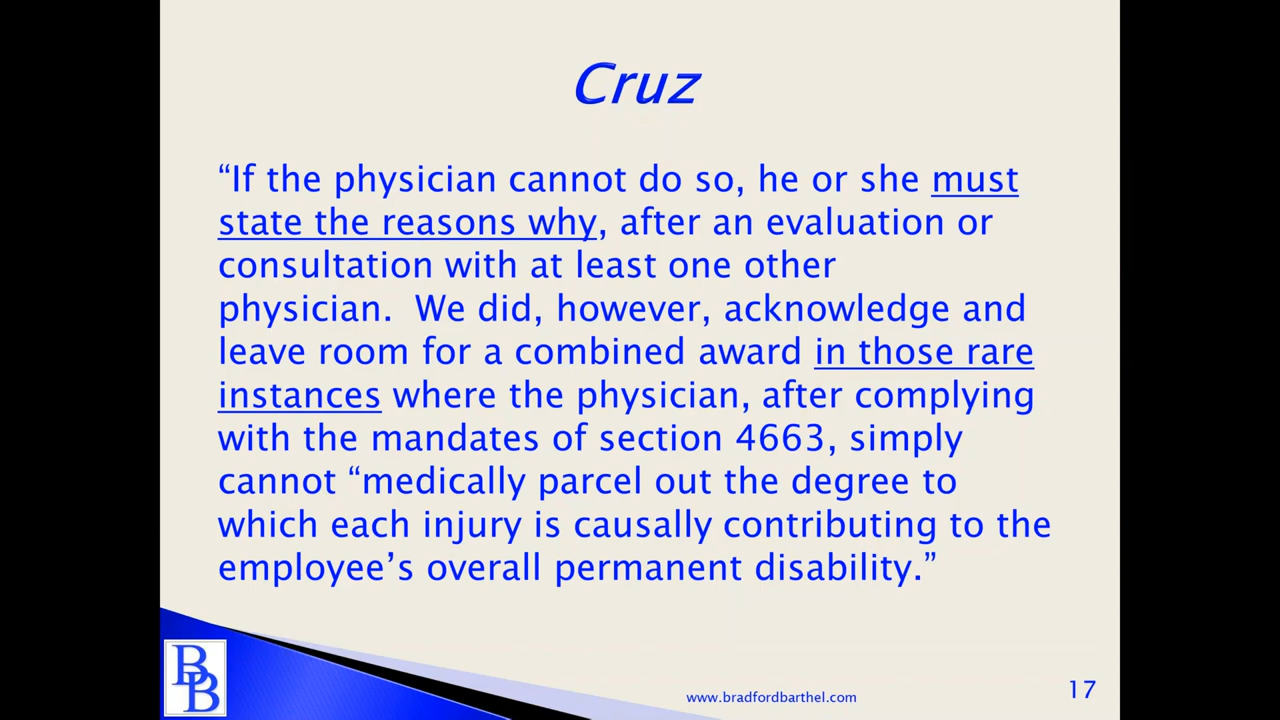 Cruz
“If the physician cannot do so, he or she must
state the reasons why, after an evaluation or
consultation with at least one other
physician.  We did, however, acknowledge and
leave room for a combined award in those rare
instances where the physician, after complying
with the mandates of section 4663, simply
cannot “medically parcel out the degree to
which each injury is causally contributing to the
employee’s overall permanent disability.”
BB
www.bradfordbarthel.com
17